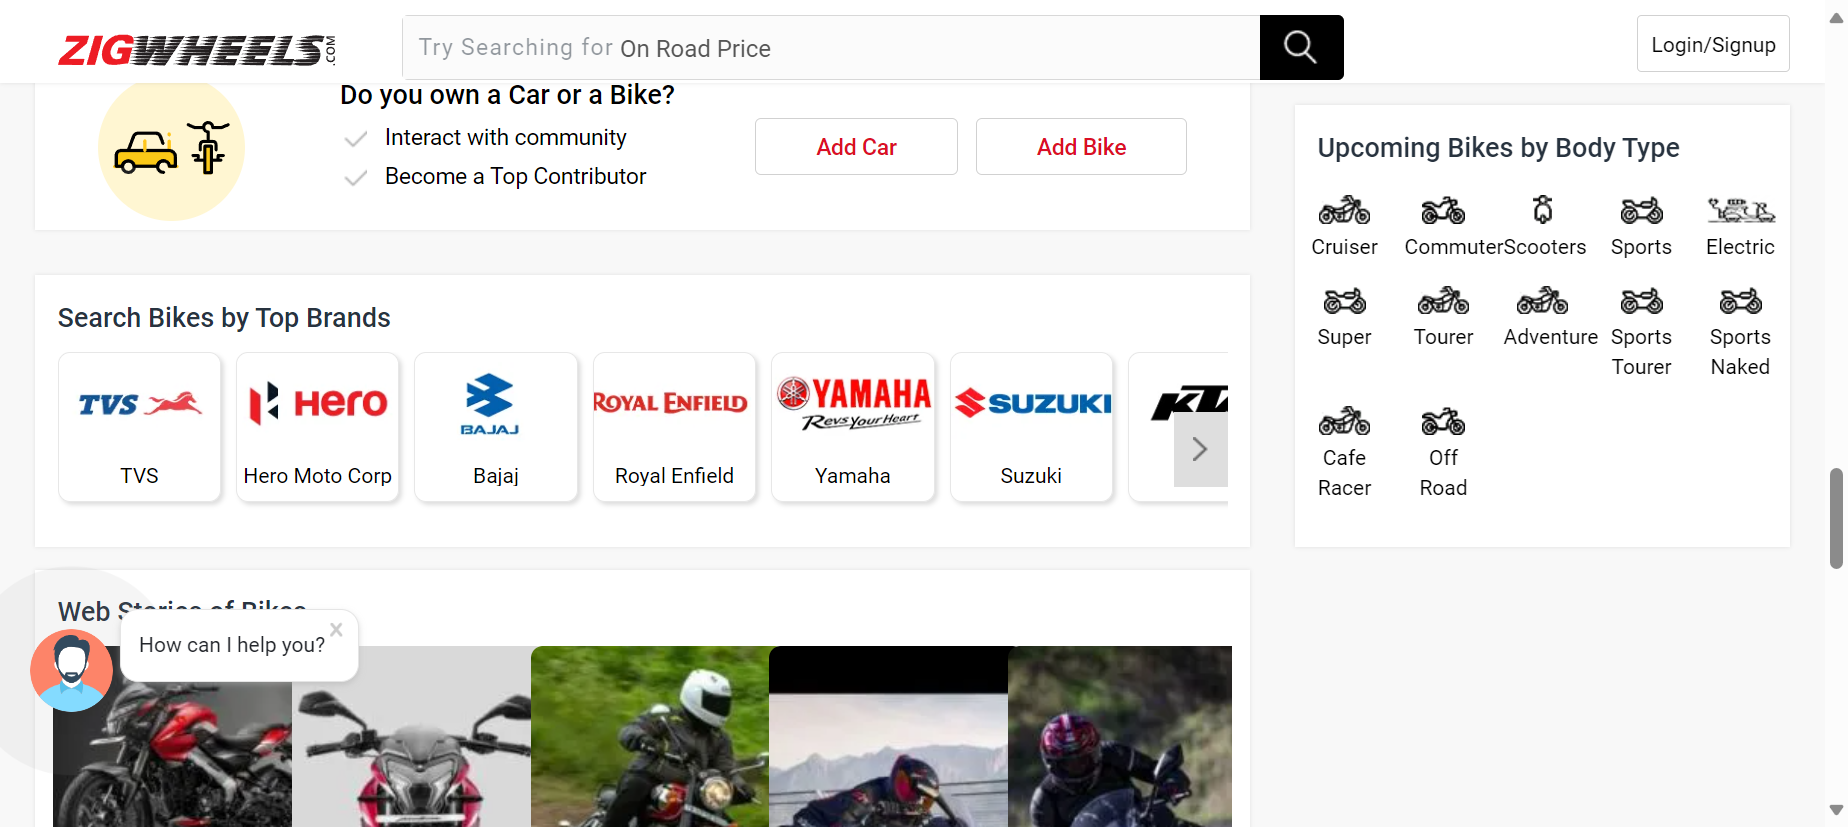 ZIGWHEELS.COM
Try Searching for On Road Price
Login/Signup
Do you own a Car or a Bike?
Interact with community
Become a Top Contributor
Add Car
Add Bike
Search Bikes by Top Brands
TVS
HERO
BAJAJ
ROYAL ENFIELD
YAMAHA
Revs Your Heart
SUZUKI
TVS
Hero Moto Corp
Bajaj
Royal Enfield
Yamaha
Suzuki
Upcoming Bikes by Body Type
Cruiser
Commuter
Scooters
Sports
Electric
Super
Tourer
Adventure
Sports
Tourer
Sports
Naked
Cafe
Racer
Off
Road
Web Stories of Bikes
How can I help you?